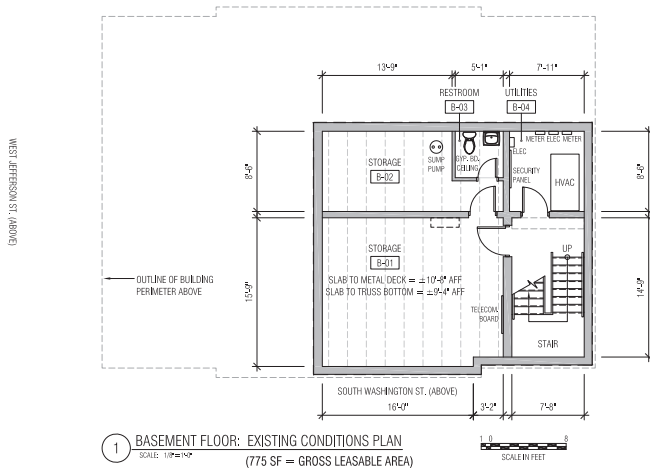 13'-9"
5'-1"
7'-11"
RESTROOM
B-03
UTILITIES
B-04
METER ELEC METER
ELEC
STORAGE
B-02
SUMP
PUMP
GYP. BD.
CEILING
SECURITY
PANEL
HVAC
8'-6"
8'-6"
WEST JEFFERSON ST. (ABOVE)
STORAGE
B-01
SLAB TO METAL DECK = ±10'-8" AFF
SLAB TO TRUSS BOTTOM = ±9'-4" AFF
UP
OUTLINE OF BUILDING
PERIMETER ABOVE
TELECOM.
BOARD
STAIR
15'-9"
14'-9"
SOUTH WASHINGTON ST. (ABOVE)
16'-0"
3'-2"
7'-8"
1 BASEMENT FLOOR: EXISTING CONDITIONS PLAN
SCALE: 1/8"=1'-0"
(775 SF = GROSS LEASABLE AREA)
1 0 8
SCALE IN FEET